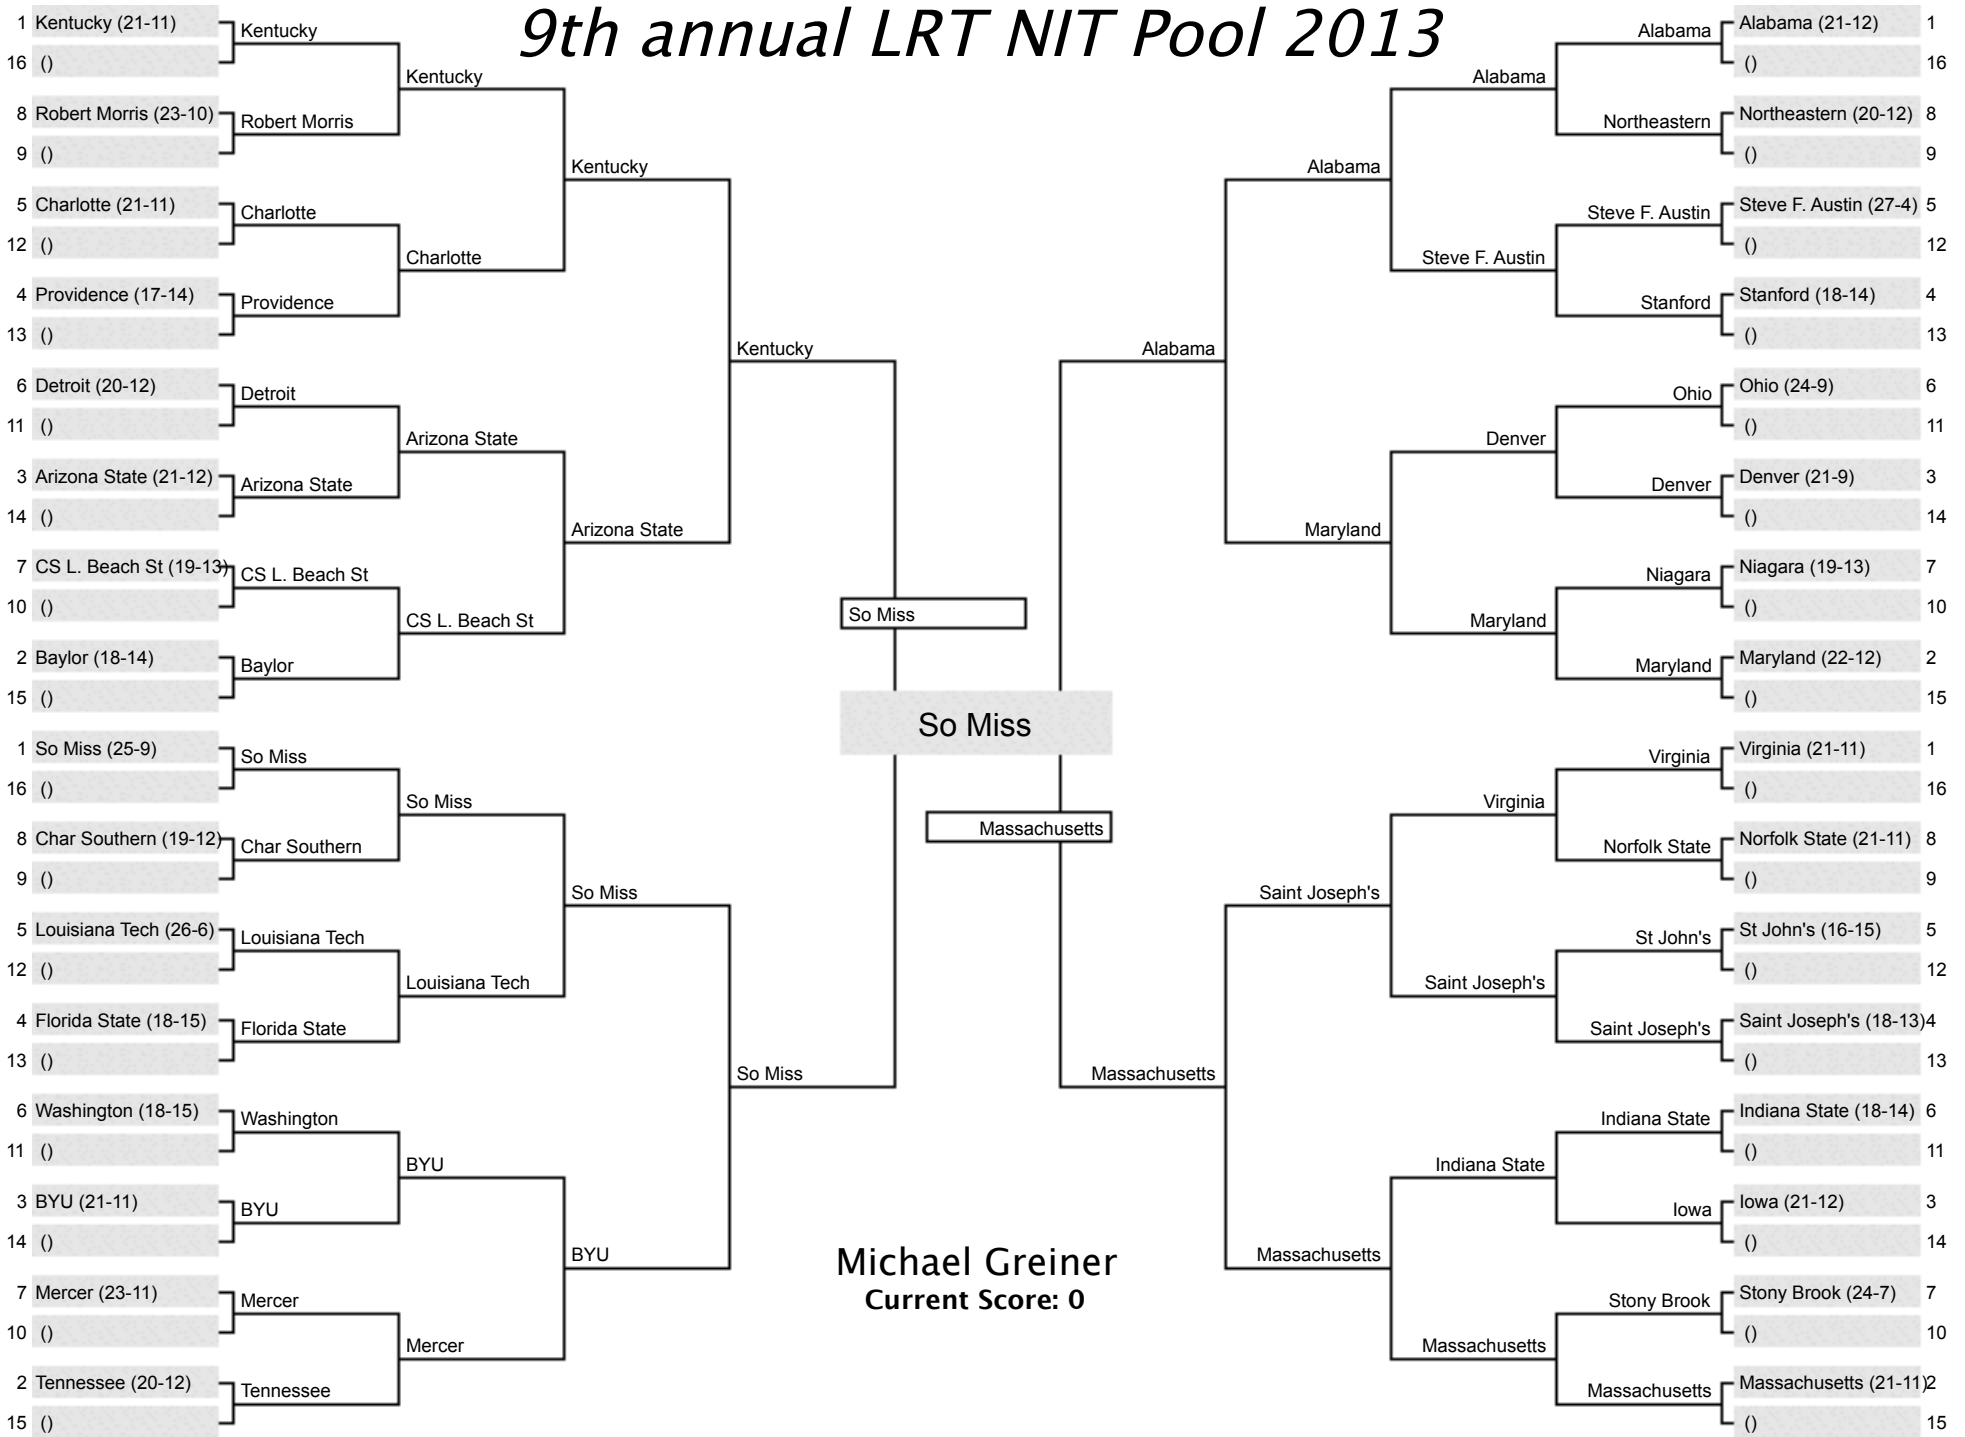 9th annual LRT NIT Pool 2013
1 Kentucky (21-11)
16 ()
8 Robert Morris (23-10)
9 ()
5 Charlotte (21-11)
12 ()
4 Providence (17-14)
13 ()
6 Detroit (20-12)
11 ()
3 Arizona State (21-12)
14 ()
7 CS L. Beach St (19-13)
10 ()
2 Baylor (18-14)
15 ()
1 So Miss (25-9)
16 ()
8 Char Southern (19-12)
9 ()
5 Louisiana Tech (26-6)
12 ()
4 Florida State (18-15)
13 ()
6 Washington (18-15)
11 ()
3 BYU (21-11)
14 ()
7 Mercer (23-11)
10 ()
2 Tennessee (20-12)
15 ()
Kentucky
Robert Morris
Charlotte
Providence
Detroit
Arizona State
CS L. Beach St
Baylor
So Miss
Char Southern
Louisiana Tech
Florida State
Washington
BYU
Mercer
Tennessee
Kentucky
Charlotte
Arizona State
CS L. Beach St
So Miss
Louisiana Tech
BYU
Mercer
Kentucky
Arizona State
So Miss
BYU
Kentucky
So Miss
So Miss
So Miss
Massachusetts
Michael Greiner
Current Score: 0
Alabama
Massachusetts
Alabama
Maryland
Saint Joseph's
Massachusetts
Alabama
Steve F. Austin
Denver
Maryland
Virginia
Saint Joseph's
Indiana State
Massachusetts
Alabama
Northeastern
Steve F. Austin
Stanford
Ohio
Denver
Niagara
Maryland
Virginia
Norfolk State
St John's
Saint Joseph's
Indiana State
Iowa
Stony Brook
Massachusetts
Alabama (21-12) 1
() 16
Northeastern (20-12) 8
() 9
Steve F. Austin (27-4) 5
() 12
Stanford (18-14) 4
() 13
Ohio (24-9) 6
() 11
Denver (21-9) 3
() 14
Niagara (19-13) 7
() 10
Maryland (22-12) 2
() 15
Virginia (21-11) 1
() 16
Norfolk State (21-11) 8
() 9
St John's (16-15) 5
() 12
Saint Joseph's (18-13) 4
() 13
Indiana State (18-14) 6
() 11
Iowa (21-12) 3
() 14
Stony Brook (24-7) 7
() 10
Massachusetts (21-11) 2
() 15